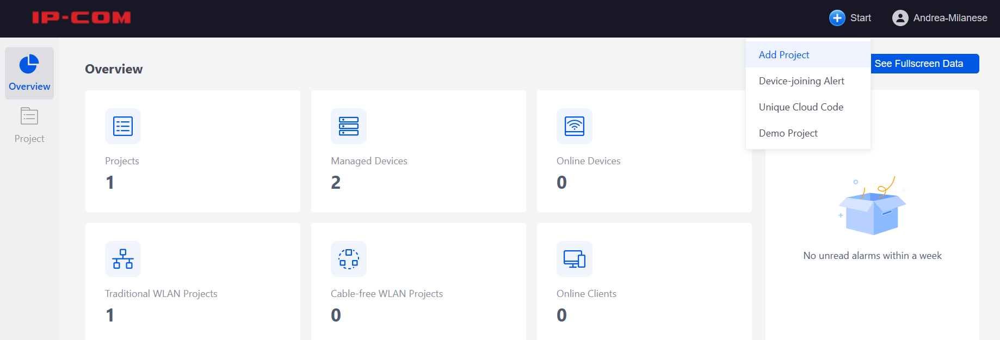 IP-COM
Start
Andrea-Milanese
Overview
Project
Overview
Add Project
Device-joining Alert
Unique Cloud Code
Demo Project
See Fullscreen Data
Projects
1
Managed Devices
2
Online Devices
0
Traditional WLAN Projects
1
Cable-free WLAN Projects
0
Online Clients
0
No unread alarms within a week